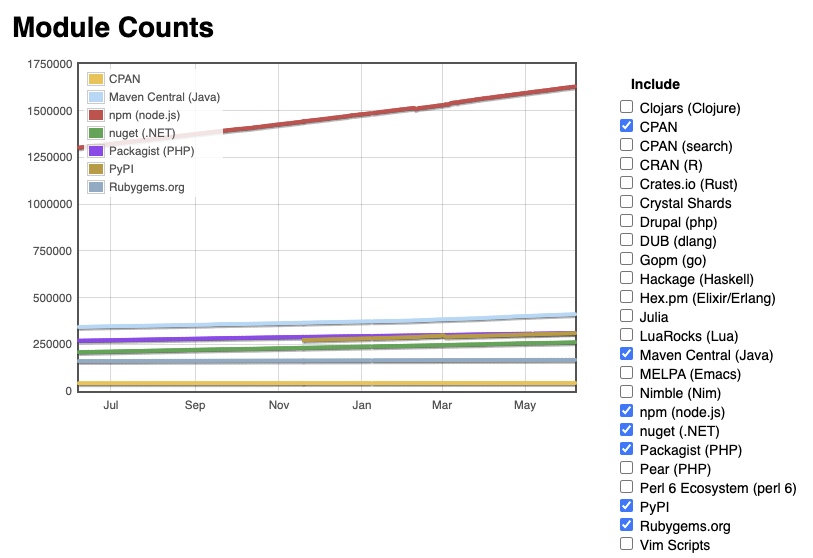 Module Counts
1750000
1500000
1250000
1000000
750000
500000
250000
0
CPAN
Maven Central (Java)
npm (node.js)
nuget (.NET)
Packagist (PHP)
PyPI
Rubygems.org
Jul
Sep
Nov
Jan
Mar
May
Include
Clojars (Clojure)
CPAN
CPAN (search)
CRAN (R)
Crates.io (Rust)
Crystal Shards
Drupal (php)
DUB (dlang)
Gopm (go)
Hackage (Haskell)
Hex.pm (Elixir/Erlang)
Julia
LuaRocks (Lua)
Maven Central (Java)
MELPA (Emacs)
Nimble (Nim)
npm (node.js)
nuget (.NET)
Packagist (PHP)
Pear (PHP)
Perl 6 Ecosystem (perl 6)
PyPI
Rubygems.org
Vim Scripts